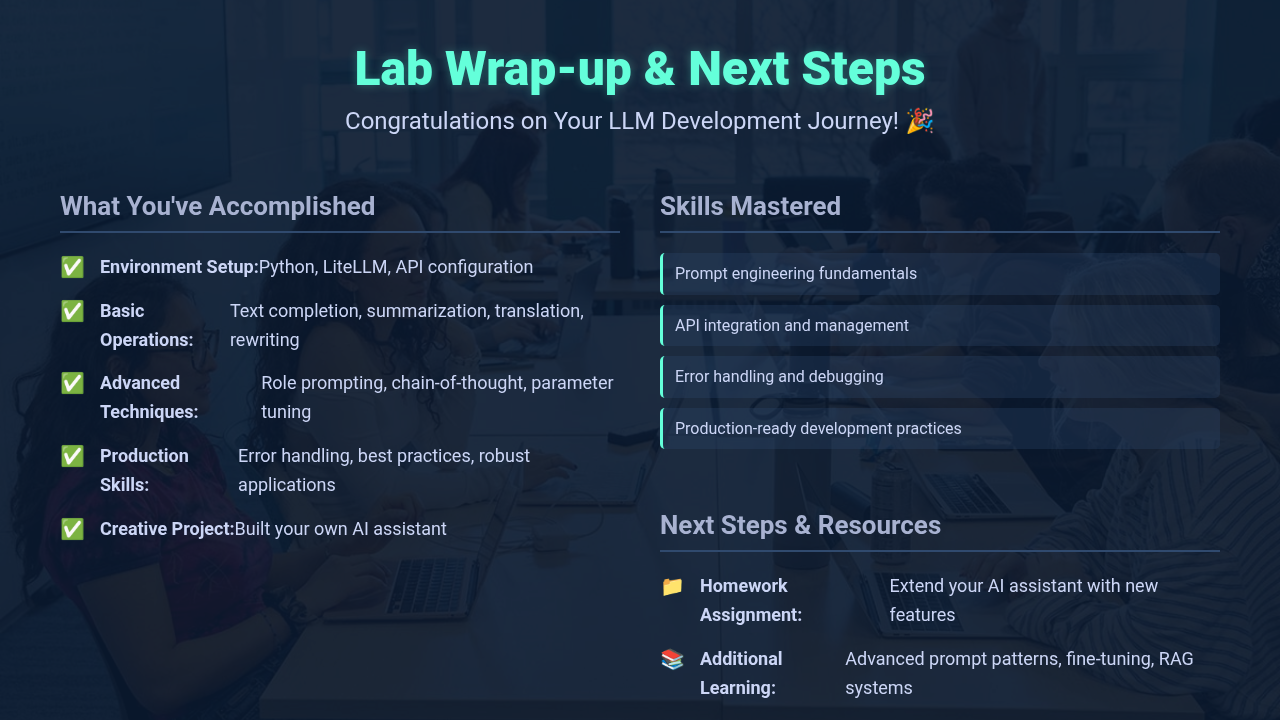 Lab Wrap-up & Next Steps
Congratulations on Your LLM Development Journey! 🎉
What You've Accomplished
✅ Environment Setup:Python, LiteLLM, API configuration
✅ Basic Operations: Text completion, summarization, translation, rewriting
✅ Advanced Techniques: Role prompting, chain-of-thought, parameter tuning
✅ Production Skills: Error handling, best practices, robust applications
✅ Creative Project:Built your own AI assistant
Skills Mastered
Prompt engineering fundamentals
API integration and management
Error handling and debugging
Production-ready development practices
Next Steps & Resources
📁 Homework Assignment: Extend your AI assistant with new features
📚 Additional Learning: Advanced prompt patterns, fine-tuning, RAG systems